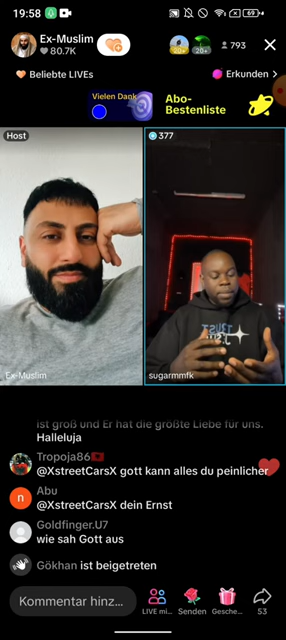 19:58
69
Ex-Muslim
80.7K
20+
20+
793
Beliebte LIVEs
Erkunden >
Vielen Dank
Abo-
Bestenliste
Host
377
Ex-Muslim
sugarmmfk
ist groß und Er hat die größte Liebe für uns.
Halleluja
Tropoja86🇦🇱
@XstreetCarsX gott kann alles du peinlicher
Abu
@XstreetCarsX dein Ernst
Goldfinger.U7
wie sah Gott aus
Gökhan ist beigetreten
Kommentar hinz...
LIVE mi...
Senden
Gesche...
53